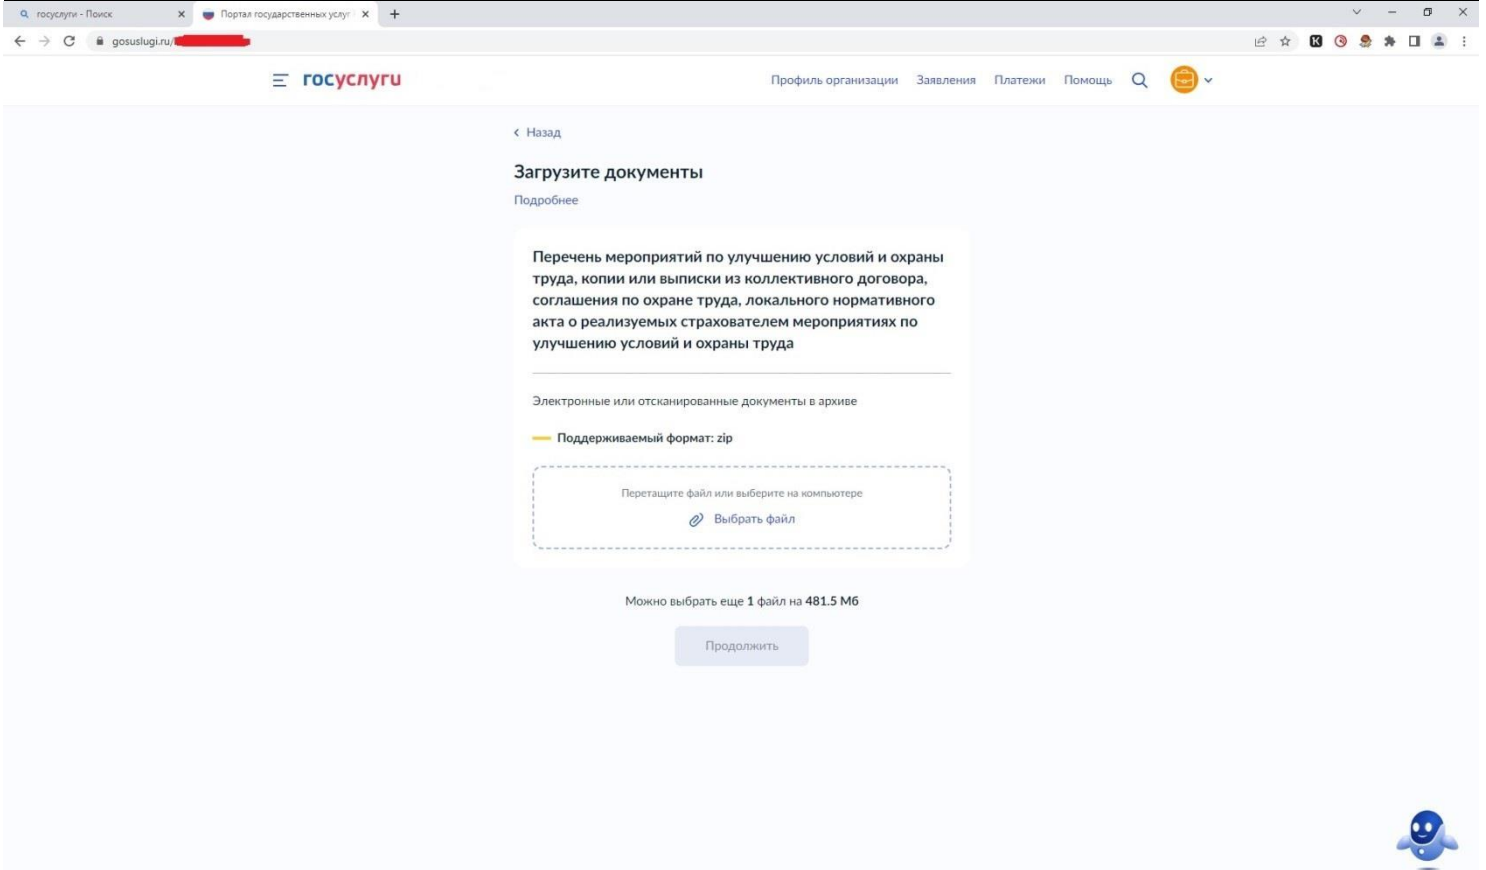 госуслуги - Поиск
Портал государственных услуг
gosuslugi.ru/
госуслуги
Профиль организации Заявления Платежи Помощь
Назад
Загрузите документы
Подробнее
Перечень мероприятий по улучшению условий и охраны
труда, копии или выписки из коллективного договора,
соглашения по охране труда, локального нормативного
акта о реализуемых страхователем мероприятиях по
улучшению условий и охраны труда
Электронные или отсканированные документы в архиве
Поддерживаемый формат: zip
Перетащите файл или выберите на компьютере
Выбрать файл
Можно выбрать еще 1 файл на 481.5 Мб
Продолжить